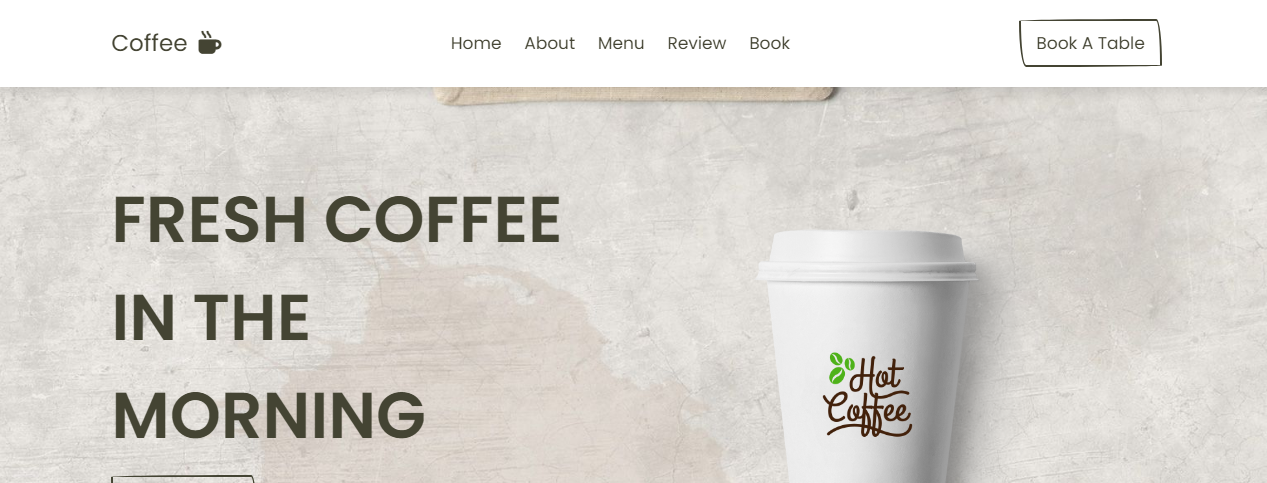 Coffee
Home About Menu Review Book
Book A Table
FRESH COFFEE
IN THE
MORNING
Hot
Coffee